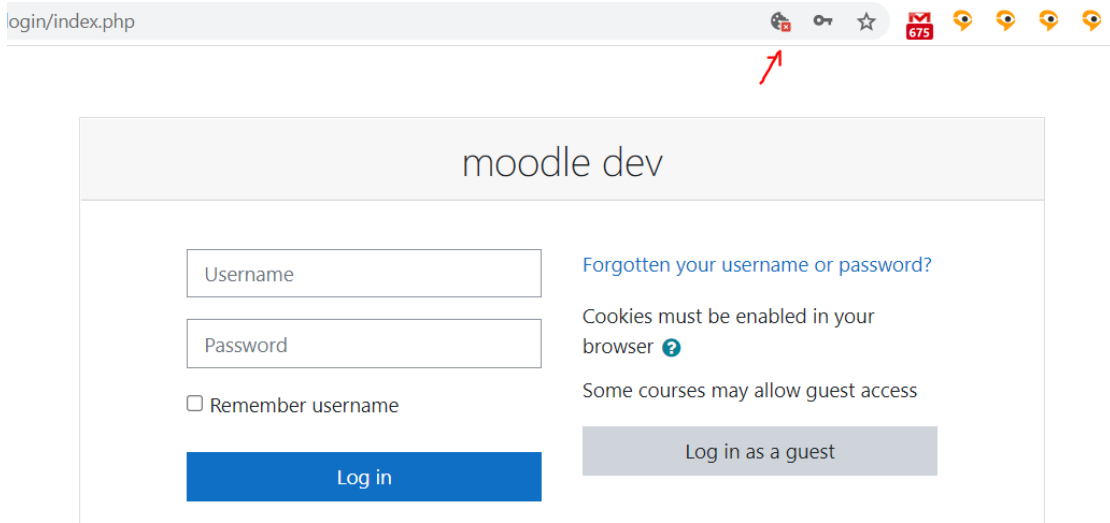 login/index.php
675
moodle dev
Username
Password
Remember username
Log in
Forgotten your username or password?
Cookies must be enabled in your
browser ?
Some courses may allow guest access
Log in as a guest